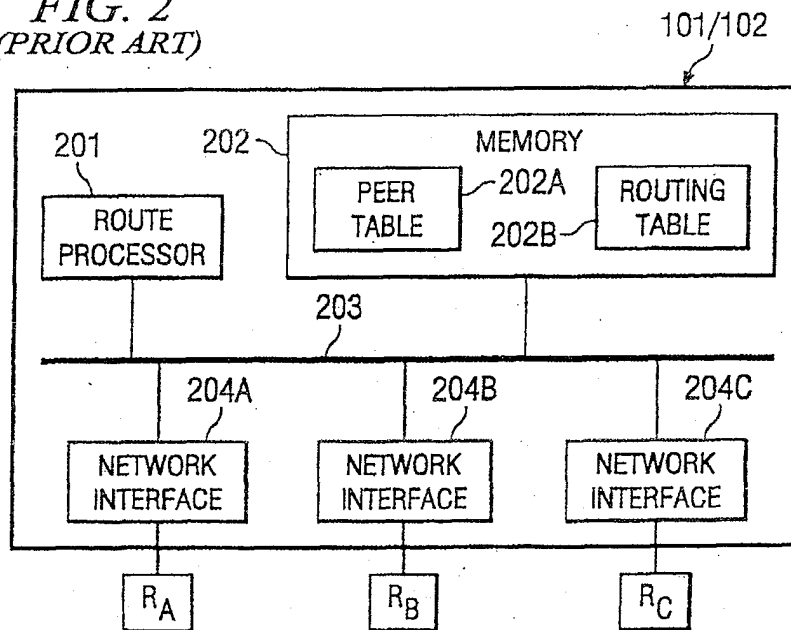 FIG. 2
(PRIOR ART)
101/102
201
202
MEMORY
ROUTE
PROCESSOR
PEER
TABLE
202A
202B
ROUTING
TABLE
203
204A
204B
204C
NETWORK
INTERFACE
NETWORK
INTERFACE
NETWORK
INTERFACE
RA
RB
RC